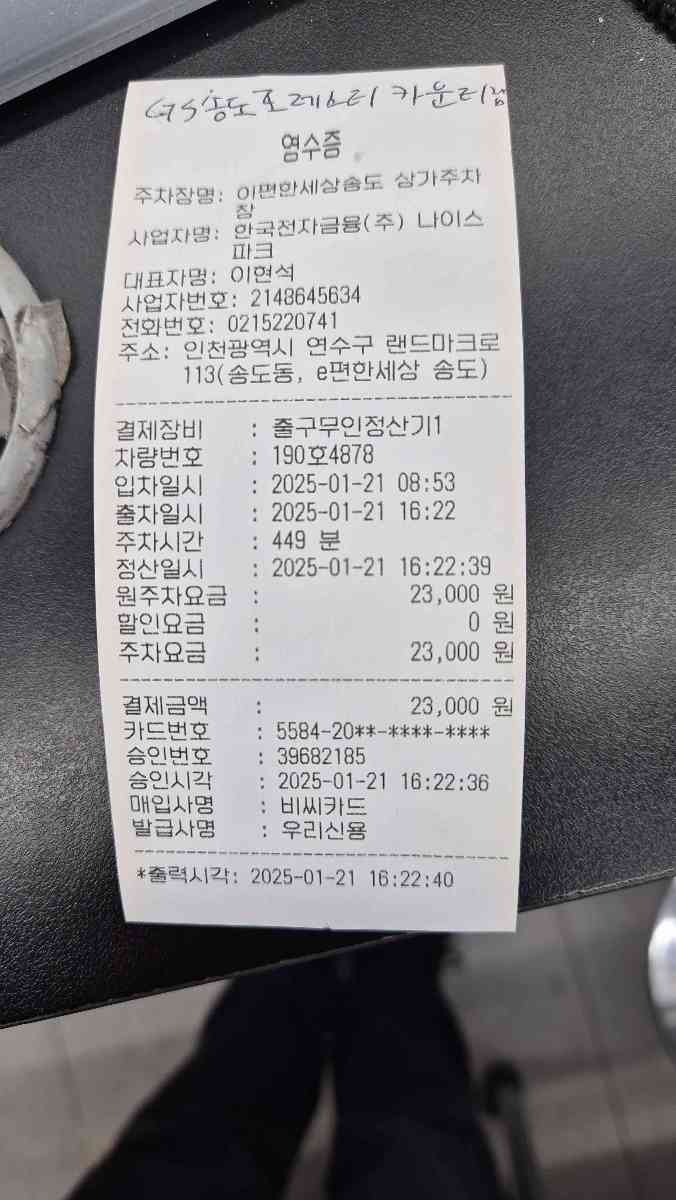 GS송도포레스티 카운터
영수증
주차장명: 이편한세상송도 상가주차
장
사업자명: 한국전자금융(주) 나이스
파크
대표자명: 이현석
사업자번호: 2148645634
전화번호: 0215220741
주소: 인천광역시 연수구 랜드마크로
113(송도동, e편한세상 송도)
결제장비 : 출구무인정산기1
차량번호 : 190호4878
입차일시 : 2025-01-21 08:53
출차일시 : 2025-01-21 16:22
주차시간 : 449 분
정산일시 : 2025-01-21 16:22:39
원주차요금 : 23,000 원
할인요금 : 0 원
주차요금 : 23,000 원
결제금액 : 23,000 원
카드번호 : 5584-20**-****-****
승인번호 : 39682185
승인시각 : 2025-01-21 16:22:36
매입사명 : 비씨카드
발급사명 : 우리신용
*출력시각: 2025-01-21 16:22:40